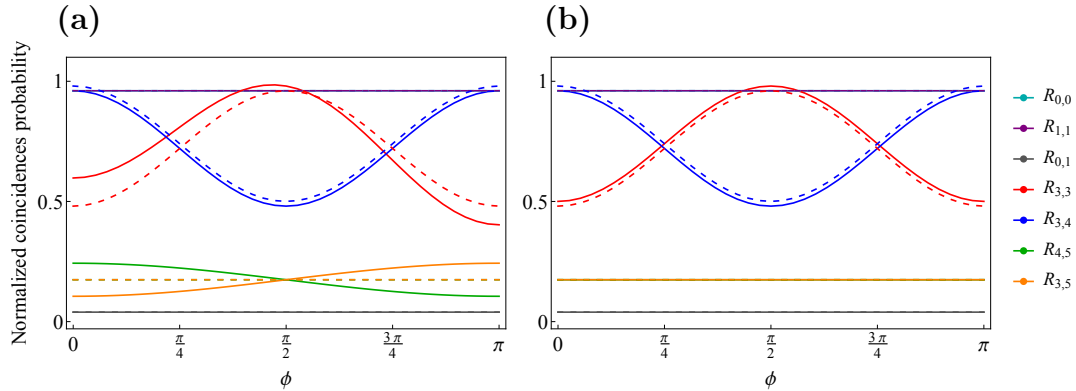 (a)
(b)
Normalized coincidences probability
1
0.5
0
0
π/4
π/2
3π/4
π
ϕ
1
0.5
0
0
π/4
π/2
3π/4
π
ϕ
R0,0
R1,1
R0,1
R3,3
R3,4
R4,5
R3,5